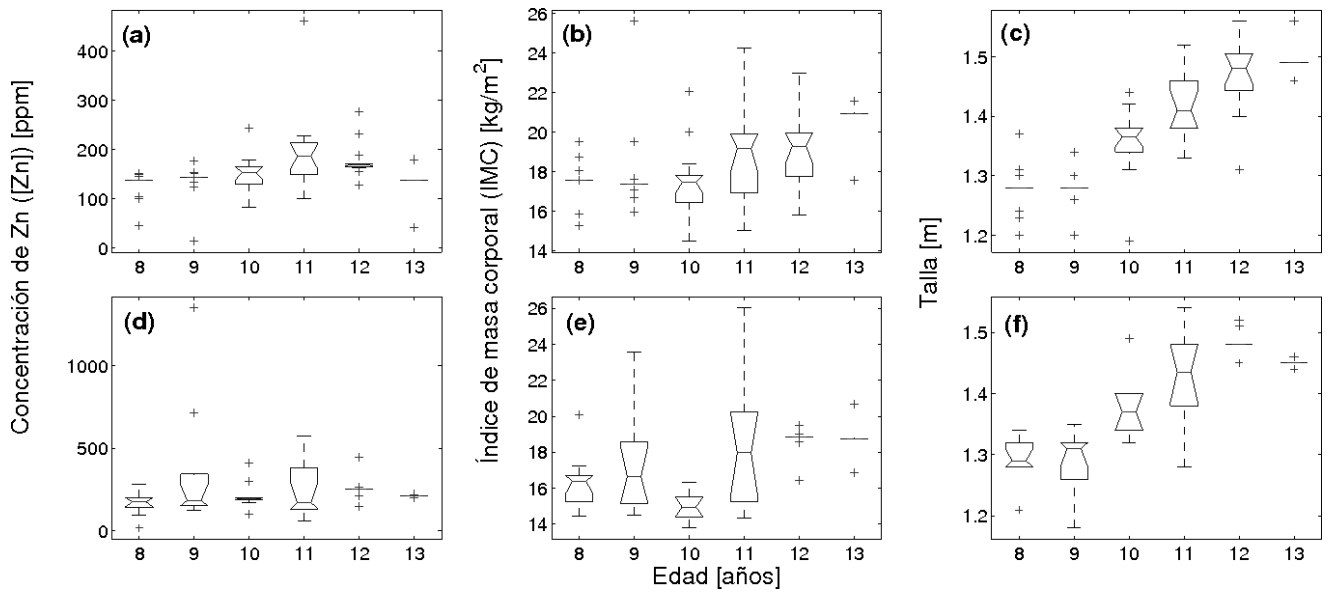 Concentración de Zn ([Zn]) [ppm]
(a)
400
300
200
100
0
8 9 10 11 12 13
Índice de masa corporal (IMC) [kg/m²]
(b)
26
24
22
20
18
16
14
8 9 10 11 12 13
Talla [m]
(c)
1.5
1.4
1.3
1.2
8 9 10 11 12 13
(d)
1000
500
0
8 9 10 11 12 13
(e)
26
24
22
20
18
16
14
8 9 10 11 12 13
(f)
1.5
1.4
1.3
1.2
8 9 10 11 12 13
Edad [años]